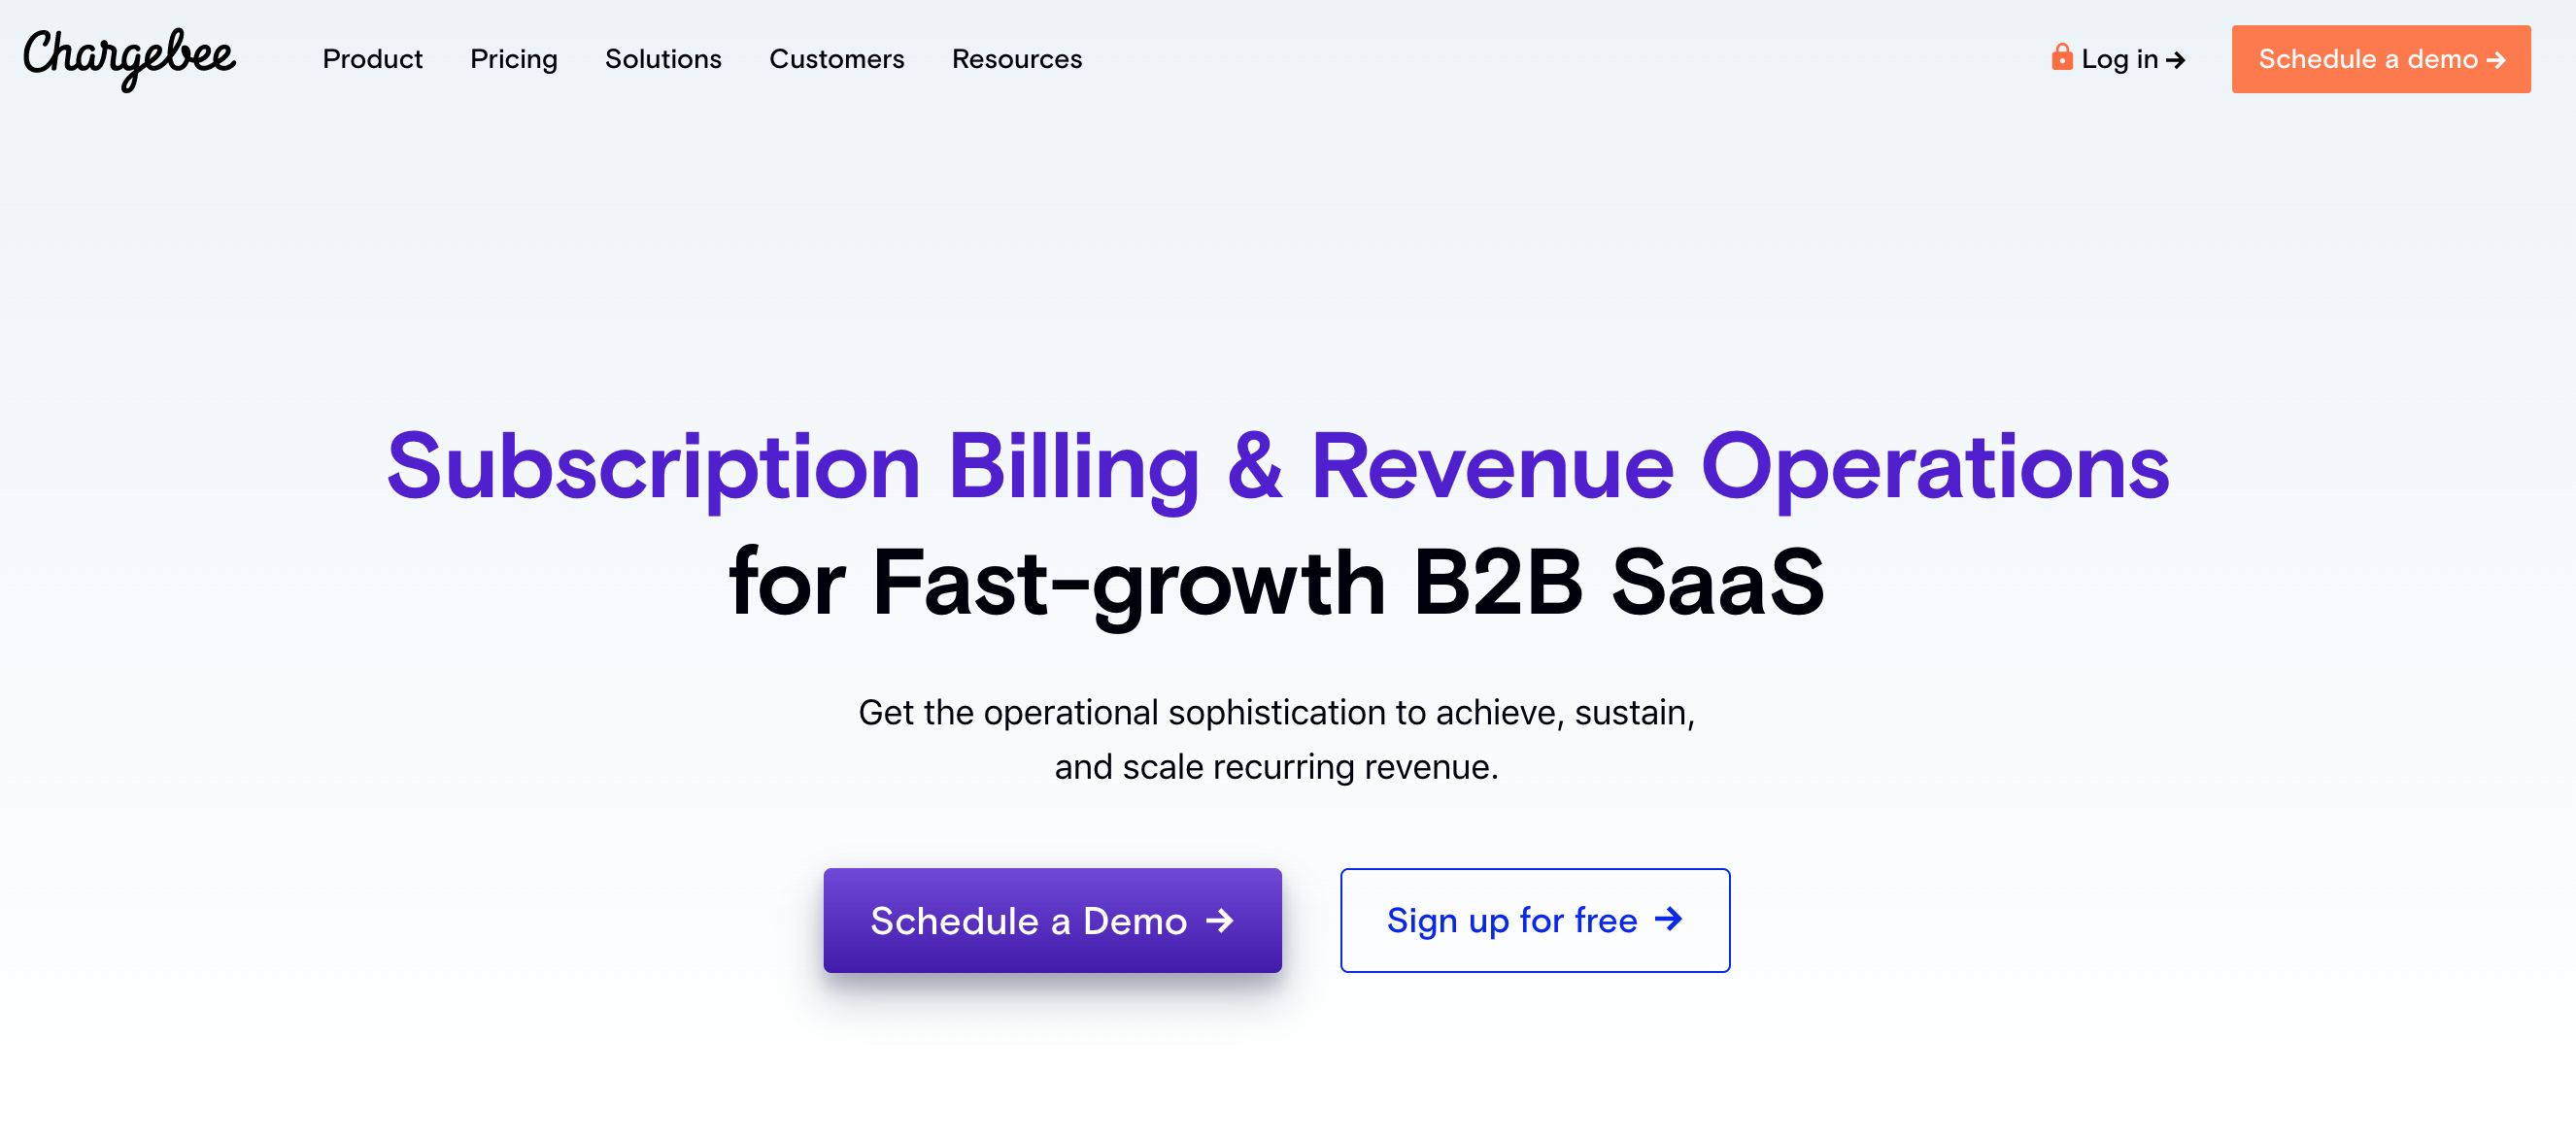 Chargebee
Product
Pricing
Solutions
Customers
Resources
Log in →
Schedule a demo →
Subscription Billing & Revenue Operations
for Fast-growth B2B SaaS
Get the operational sophistication to achieve, sustain,
and scale recurring revenue.
Schedule a Demo →
Sign up for free →